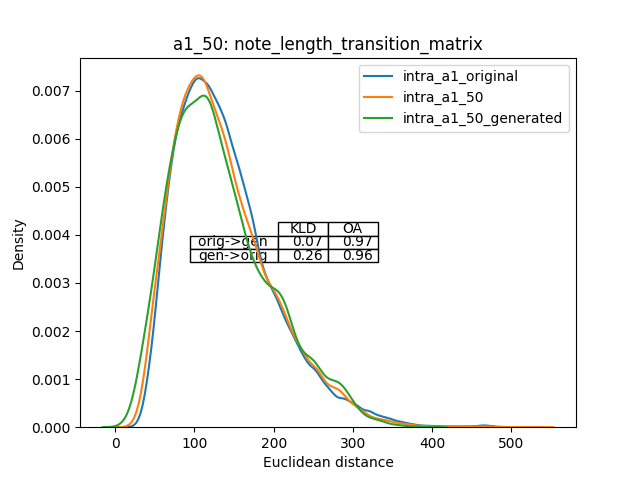 a1_50: note_length_transition_matrix
intra_a1_original
intra_a1_50
intra_a1_50_generated
0.007
0.006
0.005
0.004
0.003
0.002
0.001
0.000
Density
KLD OA
orig->gen 0.07 0.97
gen->orig 0.26 0.96
0 100 200 300 400 500
Euclidean distance